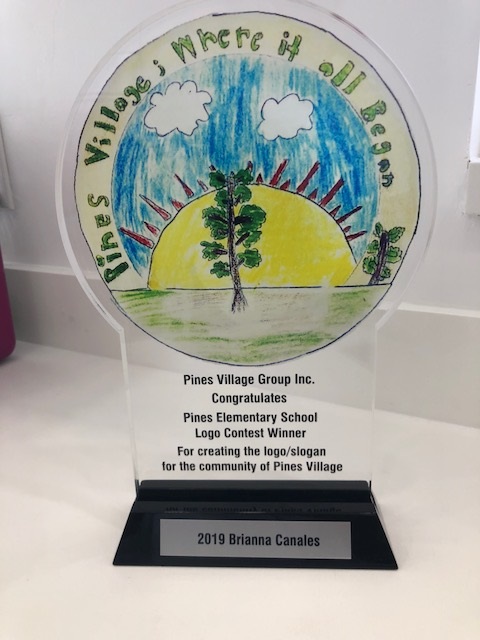 Pines Village; Where it all Began
Pines Village Group Inc.
Congratulates
Pines Elementary School
Logo Contest Winner
For creating the logo/slogan
for the community of Pines Village
2019 Brianna Canales